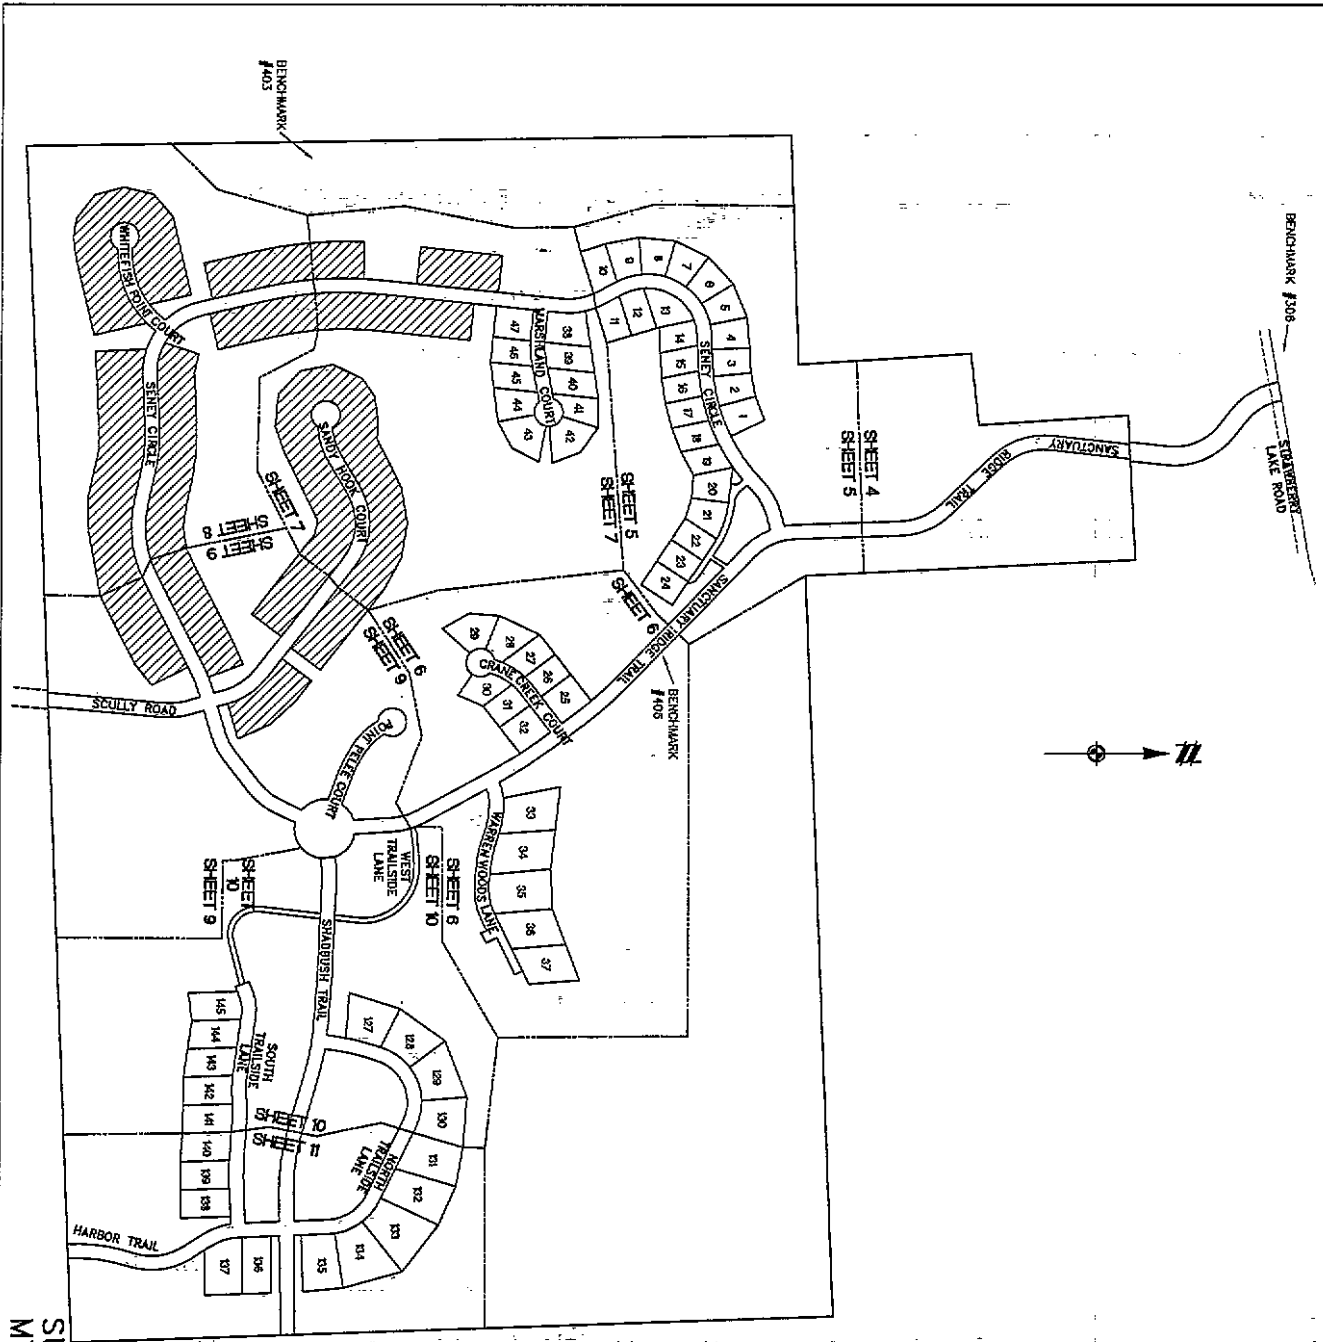 BENCHMARK
#403
BENCHMARK #306
STRAWBERRY
LAKE ROAD
SANCTUARY
RIDGE TRAIL
SHEET 4
SHEET 5
SENEY CIRCLE
1
2
3
4
5
6
7
8
9
10
11
12
13
14
15
16
17
18
19
20
21
22
23
24
SHEET 5
SHEET 7
SHEET 6
SANCTUARY RIDGE TRAIL
BENCHMARK
#405
MARSHLAND COURT
38
39
40
41
42
43
44
45
46
47
WHITEFISH POINT COURT
SENEY CIRCLE
SANDY HOOK COURT
SHEET 7
SHEET 8
SHEET 9
SHEET 6
SHEET 9
CRANE CREEK COURT
25
26
27
28
29
30
31
32
SCULLY ROAD
POINT PELEE COURT
WARREN WOODS LANE
33
34
35
36
37
WEST
TRAILSIDE
LANE
SHEET 6
SHEET 10
SHEET
10
SHEET 9
SHADBUSH TRAIL
SOUTH
TRAILSIDE
LANE
145
144
143
142
141
140
139
138
137
136
135
134
133
132
131
130
129
128
127
SHEET 10
SHEET 11
NORTH
TRAILSIDE
LANE
HARBOR TRAIL
N